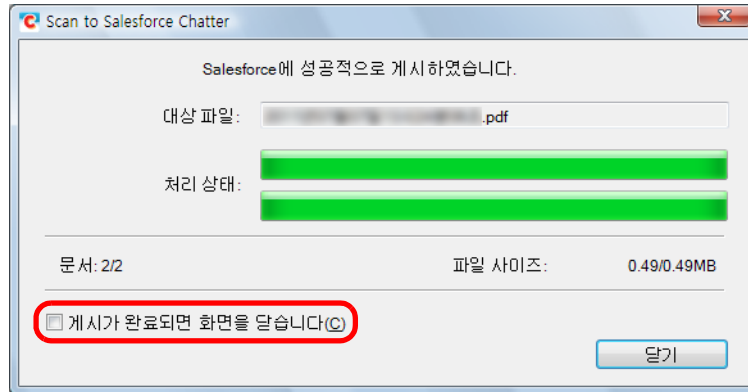 Scan to Salesforce Chatter
Salesforce에 성공적으로 게시하였습니다.
대상 파일: .pdf
처리 상태:
문서: 2/2 파일 사이즈: 0.49/0.49MB
게시가 완료되면 화면을 닫습니다(C)
닫기